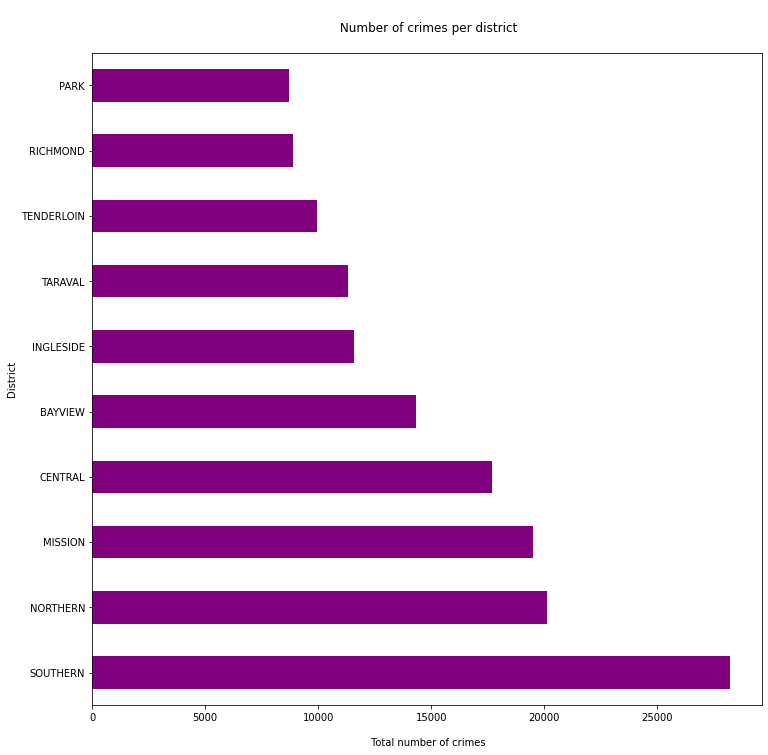 Number of crimes per district
PARK
RICHMOND
TENDERLOIN
TARAVAL
INGLESIDE
BAYVIEW
CENTRAL
MISSION
NORTHERN
SOUTHERN
District
0 5000 10000 15000 20000 25000
Total number of crimes